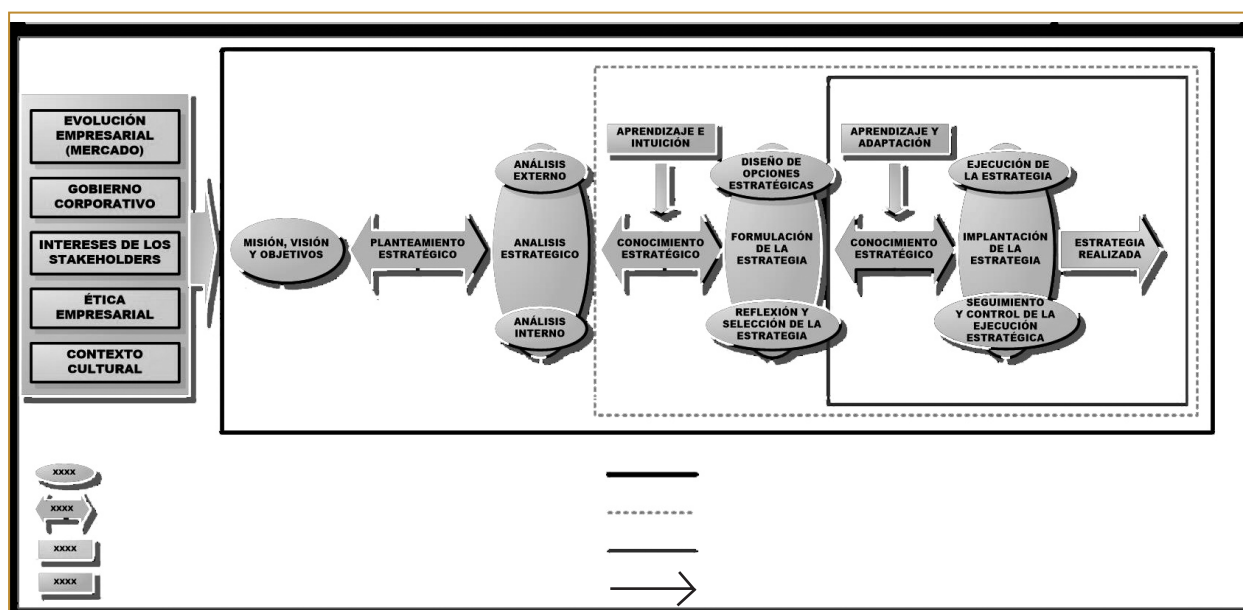 EVOLUCIÓN
EMPRESARIAL
(MERCADO)
GOBIERNO
CORPORATIVO
INTERESES DE LOS
STAKEHOLDERS
ÉTICA
EMPRESARIAL
CONTEXTO
CULTURAL
MISIÓN, VISIÓN
Y OBJETIVOS
PLANTEAMIENTO
ESTRATÉGICO
ANÁLISIS
EXTERNO
ANALISIS
ESTRATEGICO
ANÁLISIS
INTERNO
APRENDIZAJE E
INTUICIÓN
CONOCIMIENTO
ESTRATÉGICO
DISEÑO DE
OPCIONES
ESTRATÉGICAS
FORMULACIÓN
DE LA
ESTRATEGIA
REFLEXIÓN Y
SELECCIÓN DE LA
ESTRATEGIA
APRENDIZAJE Y
ADAPTACIÓN
CONOCIMIENTO
ESTRATÉGICO
EJECUCIÓN DE
LA ESTRATEGIA
IMPLANTACIÓN
DE LA
ESTRATEGIA
SEGUIMIENTO
Y CONTROL DE LA
EJECUCIÓN
ESTRATÉGICA
ESTRATEGIA
REALIZADA
XXXX
XXXX
XXXX
XXXX